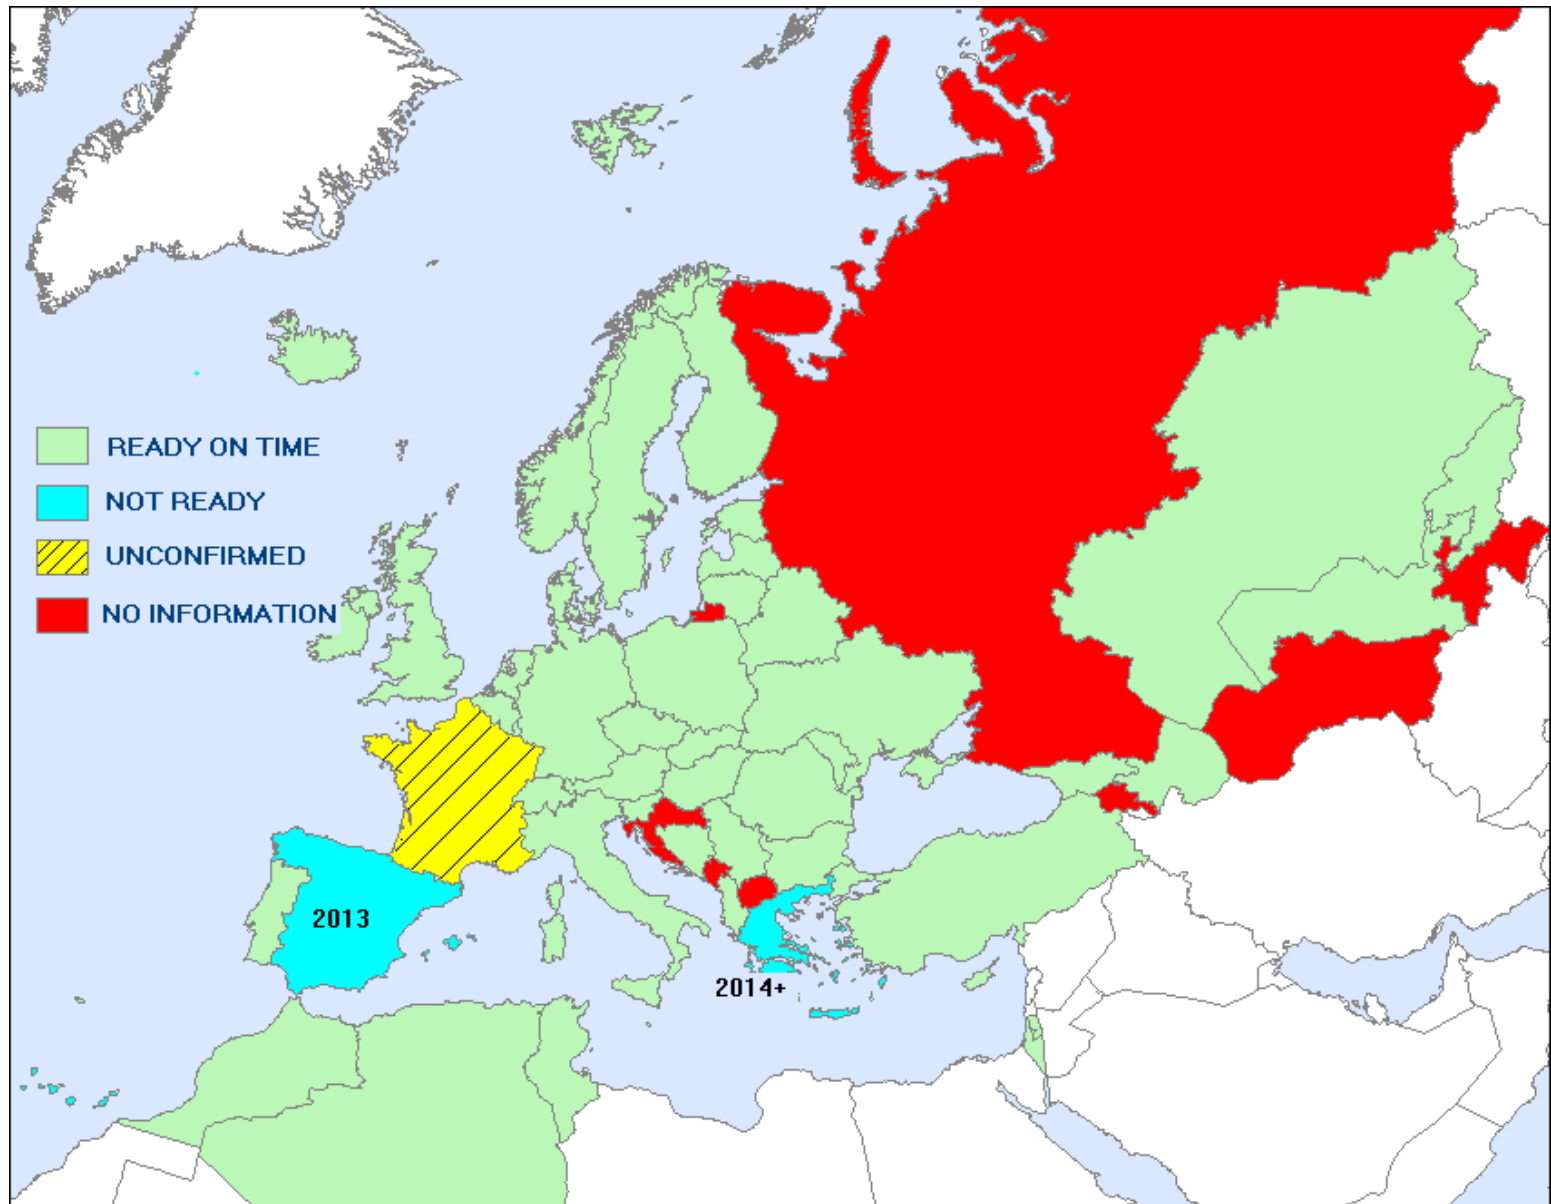 READY ON TIME
NOT READY
UNCONFIRMED
NO INFORMATION
2013
2014+